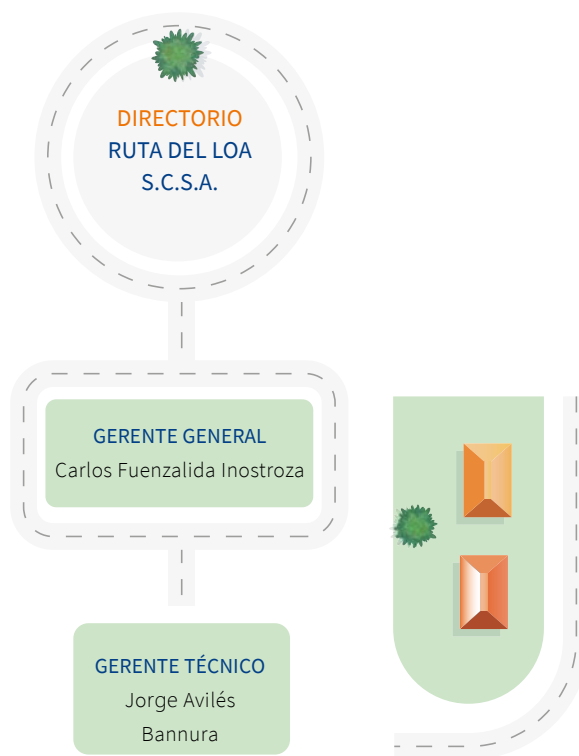 DIRECTORIO
RUTA DEL LOA
S.C.S.A.
GERENTE GENERAL
Carlos Fuenzalida Inostroza
GERENTE TÉCNICO
Jorge Avilés
Bannura